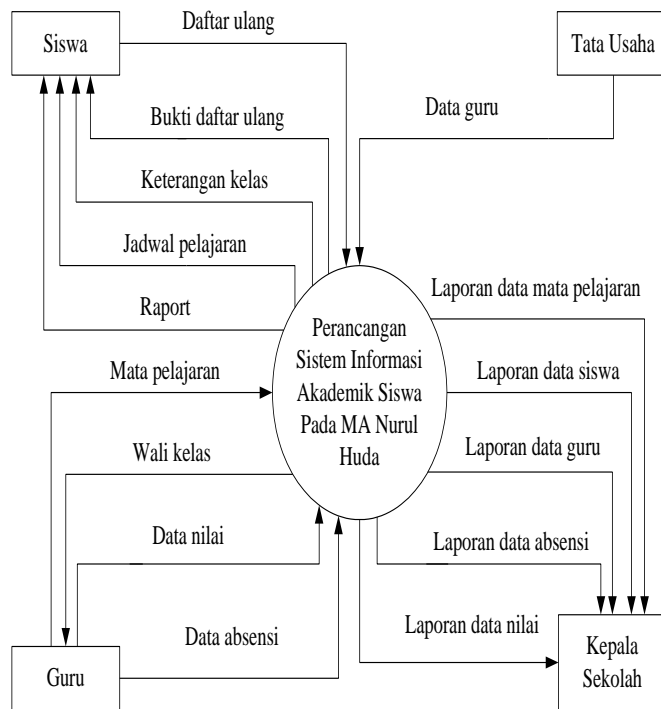 Daftar ulang
Siswa
Tata Usaha
Bukti daftar ulang
Data guru
Keterangan kelas
Jadwal pelajaran
Laporan data mata pelajaran
Raport
Perancangan
Sistem Informasi
Akademik Siswa
Pada MA Nurul
Huda
Mata pelajaran
Laporan data siswa
Wali kelas
Laporan data guru
Data nilai
Laporan data absensi
Data absensi
Laporan data nilai
Guru
Kepala
Sekolah